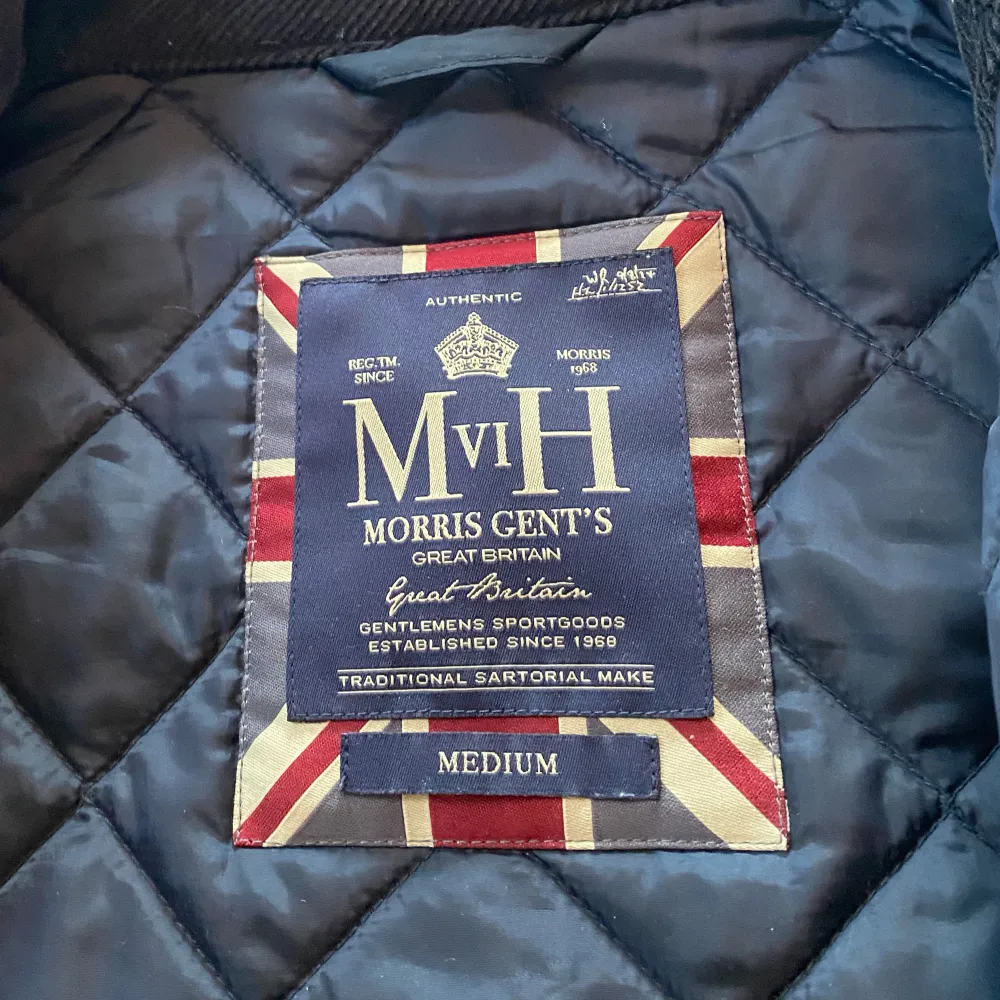 AUTHENTIC
REG.TM.
SINCE
MORRIS
1968
MVIH
MORRIS GENT'S
GREAT BRITAIN
Great Britain
GENTLEMENS SPORTGOODS
ESTABLISHED SINCE 1968
TRADITIONAL SARTORIAL MAKE
MEDIUM